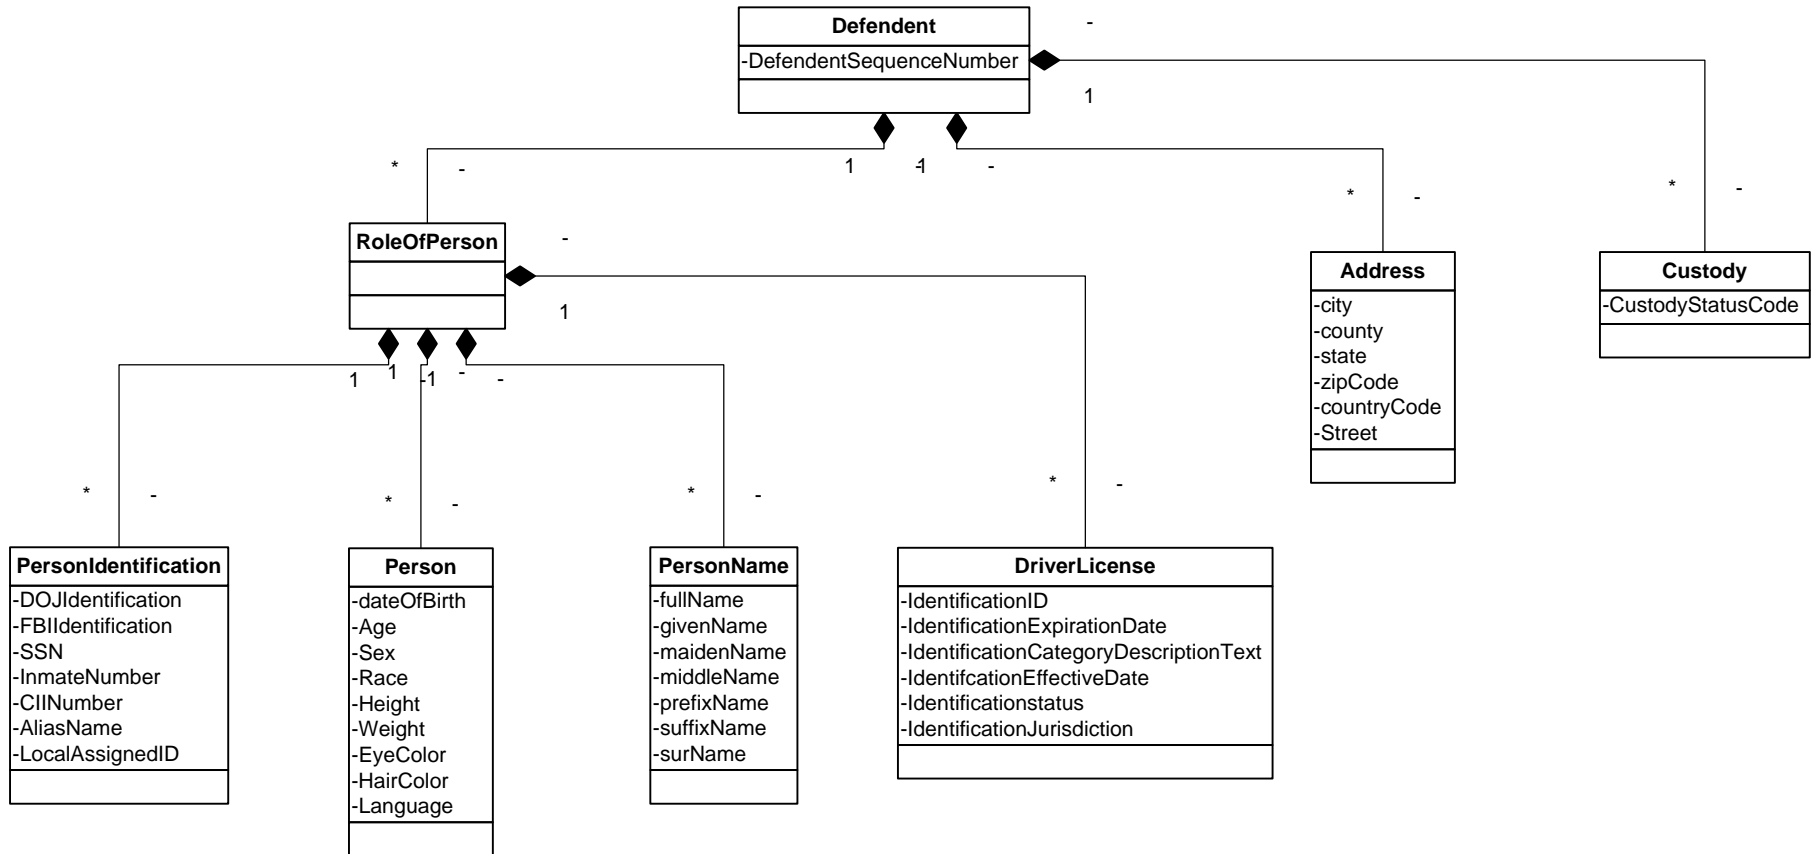 Defendent
-DefendentSequenceNumber
-
1
*
-
1
-1
-
*
-
*
-
RoleOfPerson
-
1
Address
-city
-county
-state
-zipCode
-countryCode
-Street
Custody
-CustodyStatusCode
1
1
-1
-
-
*
-
*
-
*
-
*
-
PersonIdentification
-DOJIdentification
-FBIIdentification
-SSN
-InmateNumber
-CIINumber
-AliasName
-LocalAssignedID
Person
-dateOfBirth
-Age
-Sex
-Race
-Height
-Weight
-EyeColor
-HairColor
-Language
PersonName
-fullName
-givenName
-maidenName
-middleName
-prefixName
-suffixName
-surName
DriverLicense
-IdentificationID
-IdentificationExpirationDate
-IdentificationCategoryDescriptionText
-IdentifcationEffectiveDate
-Identificationstatus
-IdentificationJurisdiction